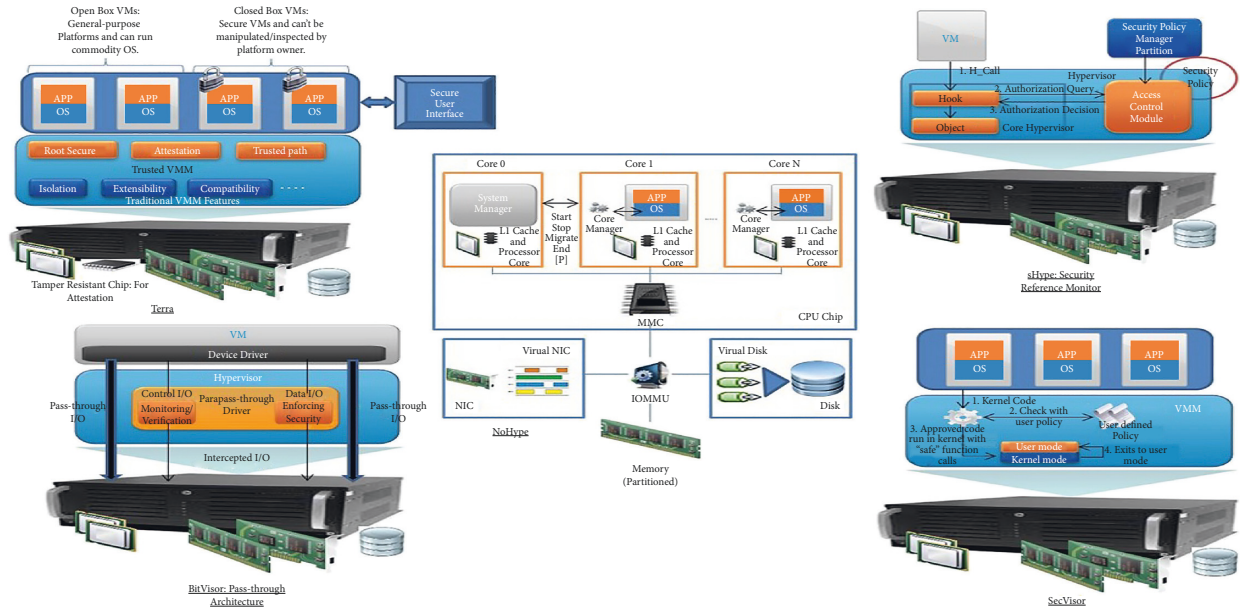 Open Box VMs:
General-purpose
Platforms and can run
commodity OS.
Closed Box VMs:
Secure VMs and can't be
manipulated/inspected by
platform owner.
APP
OS
APP
OS
APP
OS
APP
OS
Secure
User
Interface
Root Secure
Attestation
Trusted path
Trusted VMM
Isolation
Extensibility
Compatibility
Traditional VMM Features
Tamper Resistant Chip: For
Attestation
Terra
VM
Device Driver
Hypervisor
Pass-through
I/O
Control I/O
Monitoring/
Verification
Parapass-through
Driver
Data I/O
Enforcing
Security
Pass-through
I/O
Intercepted I/O
BitVisor: Pass-through
Architecture
Core 0
Core 1
Core N
System
Manager
Start
Stop
Migrate
End
[P]
L1 Cache
and
Processor
Core
APP
OS
Core
Manager
L1 Cache
and
Processor
Core
APP
OS
Core
Manager
L1 Cache
and
Processor
Core
MMC
CPU Chip
Virual NIC
NIC
IOMMU
Virual Disk
Disk
NoHype
Memory
(Partitioned)
VM
Security Policy
Manager
Partition
1. H_Call
Hypervisor
Security
Policy
2. Authorization Query
Hook
3. Authorization Decision
Access
Control
Module
Object
Core Hypervisor
sHype: Security
Reference Monitor
APP
OS
APP
OS
APP
OS
1. Kernel Code
VMM
2. Check with
user policy
User defined
Policy
3. Approved code
run in kernel with
"safe" function
calls
User mode
Kernel mode
4. Exits to user
mode
SecVisor